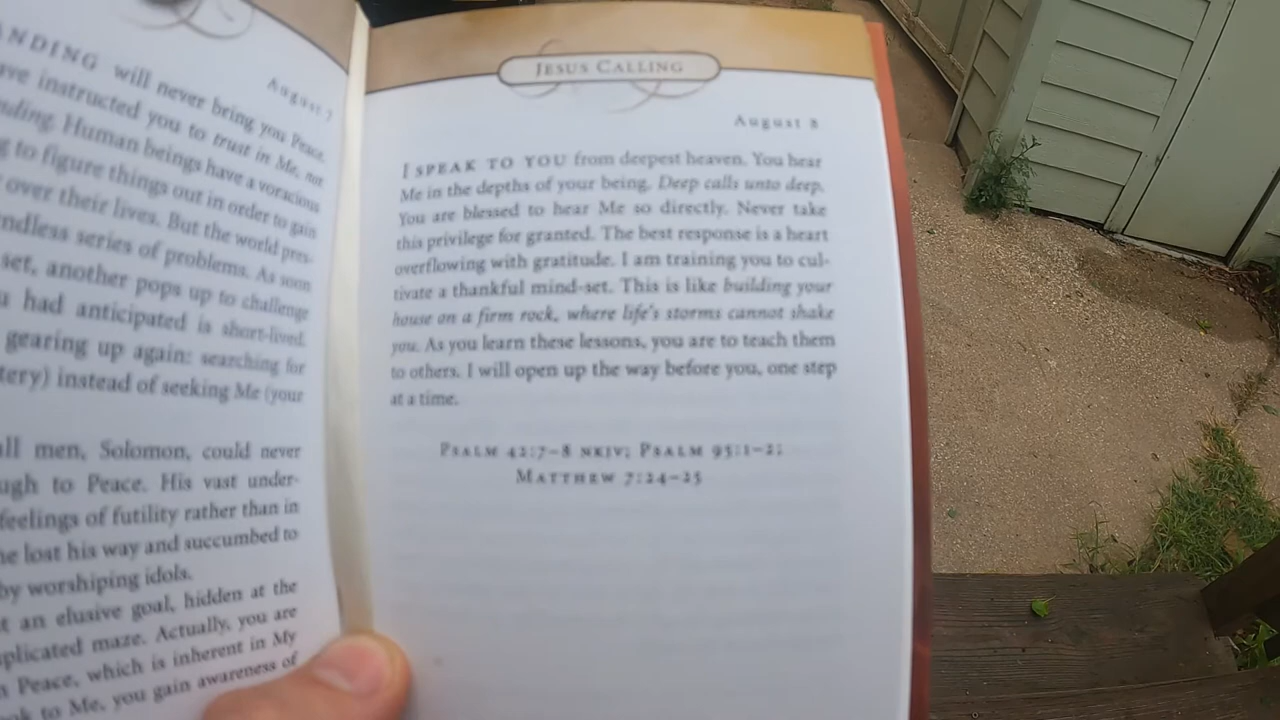 ANDING will never bring you Peace.
August 7
ave instructed you to trust in Me, not
nding. Human beings have a voracious
g to figure things out in order to gain
r over their lives. But the world pres-
ndless series of problems. As soon
set, another pops up to challenge
u had anticipated is short-lived.
gearing up again: searching for
tery) instead of seeking Me (your
all men, Solomon, could never
ugh to Peace. His vast under-
feelings of futility rather than in
he lost his way and succumbed to
by worshiping idols.
t an elusive goal, hidden at the
plicated maze. Actually, you are
h Peace, which is inherent in My
ok to Me, you gain awareness of
JESUS CALLING
August 8
I SPEAK TO YOU from deepest heaven. You hear
Me in the depths of your being. Deep calls unto deep.
You are blessed to hear Me so directly. Never take
this privilege for granted. The best response is a heart
overflowing with gratitude. I am training you to cul-
tivate a thankful mind-set. This is like building your
house on a firm rock, where life's storms cannot shake
you. As you learn these lessons, you are to teach them
to others. I will open up the way before you, one step
at a time.
PSALM 42:7–8 NKJV; PSALM 95:1–2;
MATTHEW 7:24–25